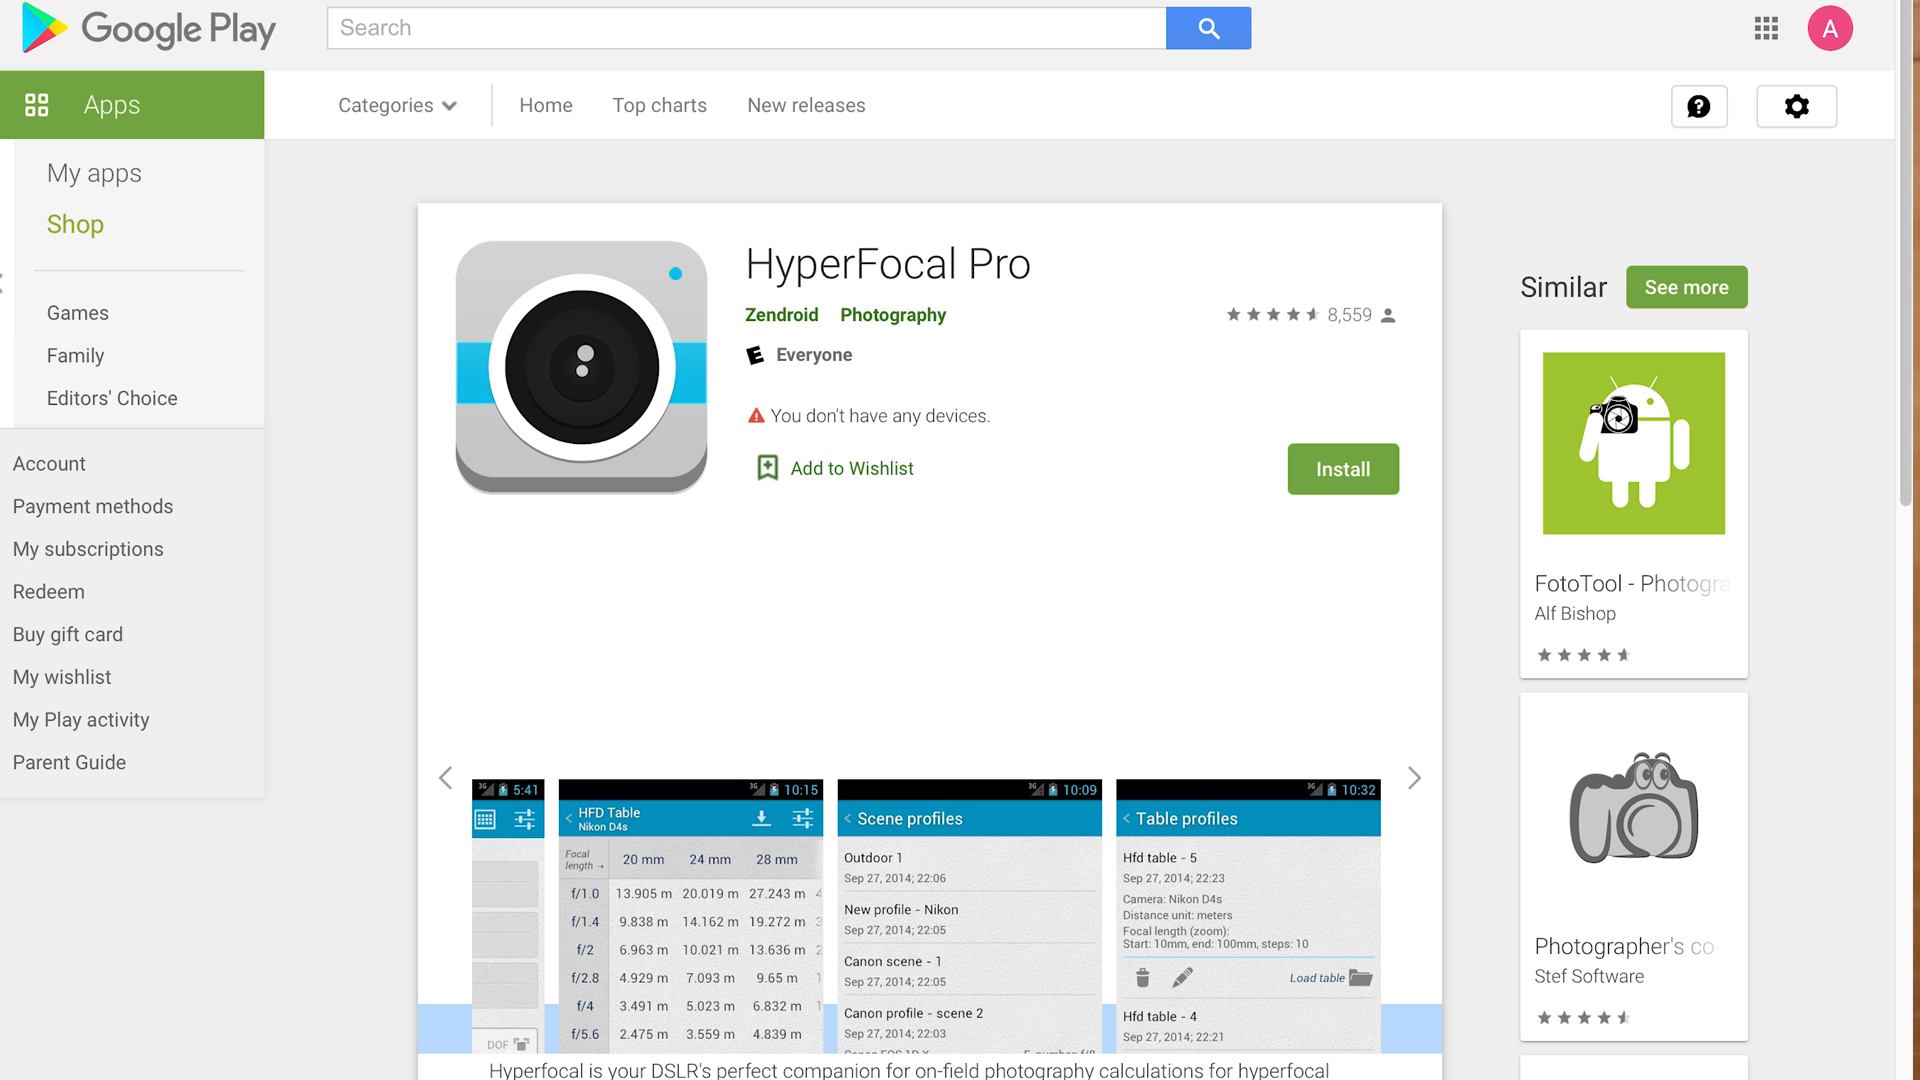 Google Play
Search
A
Apps
Categories
Home
Top charts
New releases
My apps
Shop
Games
Family
Editors' Choice
Account
Payment methods
My subscriptions
Redeem
Buy gift card
My wishlist
My Play activity
Parent Guide
HyperFocal Pro
Zendroid Photography
8,559
E Everyone
You don't have any devices.
Add to Wishlist
Install
3G 5:41
DOF
3G 10:15
HFD Table
Nikon D4s
Focal length → 20 mm 24 mm 28 mm
f/1.0 13.905 m 20.019 m 27.243 m 4
f/1.4 9.838 m 14.162 m 19.272 m
f/2 6.963 m 10.021 m 13.636 m 2
f/2.8 4.929 m 7.093 m 9.65 m 1
f/4 3.491 m 5.023 m 6.832 m 1
f/5.6 2.475 m 3.559 m 4.839 m
3G 10:09
Scene profiles
Outdoor 1
Sep 27, 2014; 22:06
New profile - Nikon
Sep 27, 2014; 22:05
Canon scene - 1
Sep 27, 2014; 22:05
Canon profile - scene 2
Sep 27, 2014; 22:03
3G 10:32
Table profiles
Hfd table - 5
Sep 27, 2014; 22:23
Camera: Nikon D4s
Distance unit: meters
Focal length (zoom):
Start: 10mm, end: 100mm, steps: 10
Load table
Hfd table - 4
Sep 27, 2014; 22:21
Hyperfocal is your DSLR's perfect companion for on-field photography calculations for hyperfocal
Similar
See more
FotoTool - Photogra
Alf Bishop
Photographer's co
Stef Software